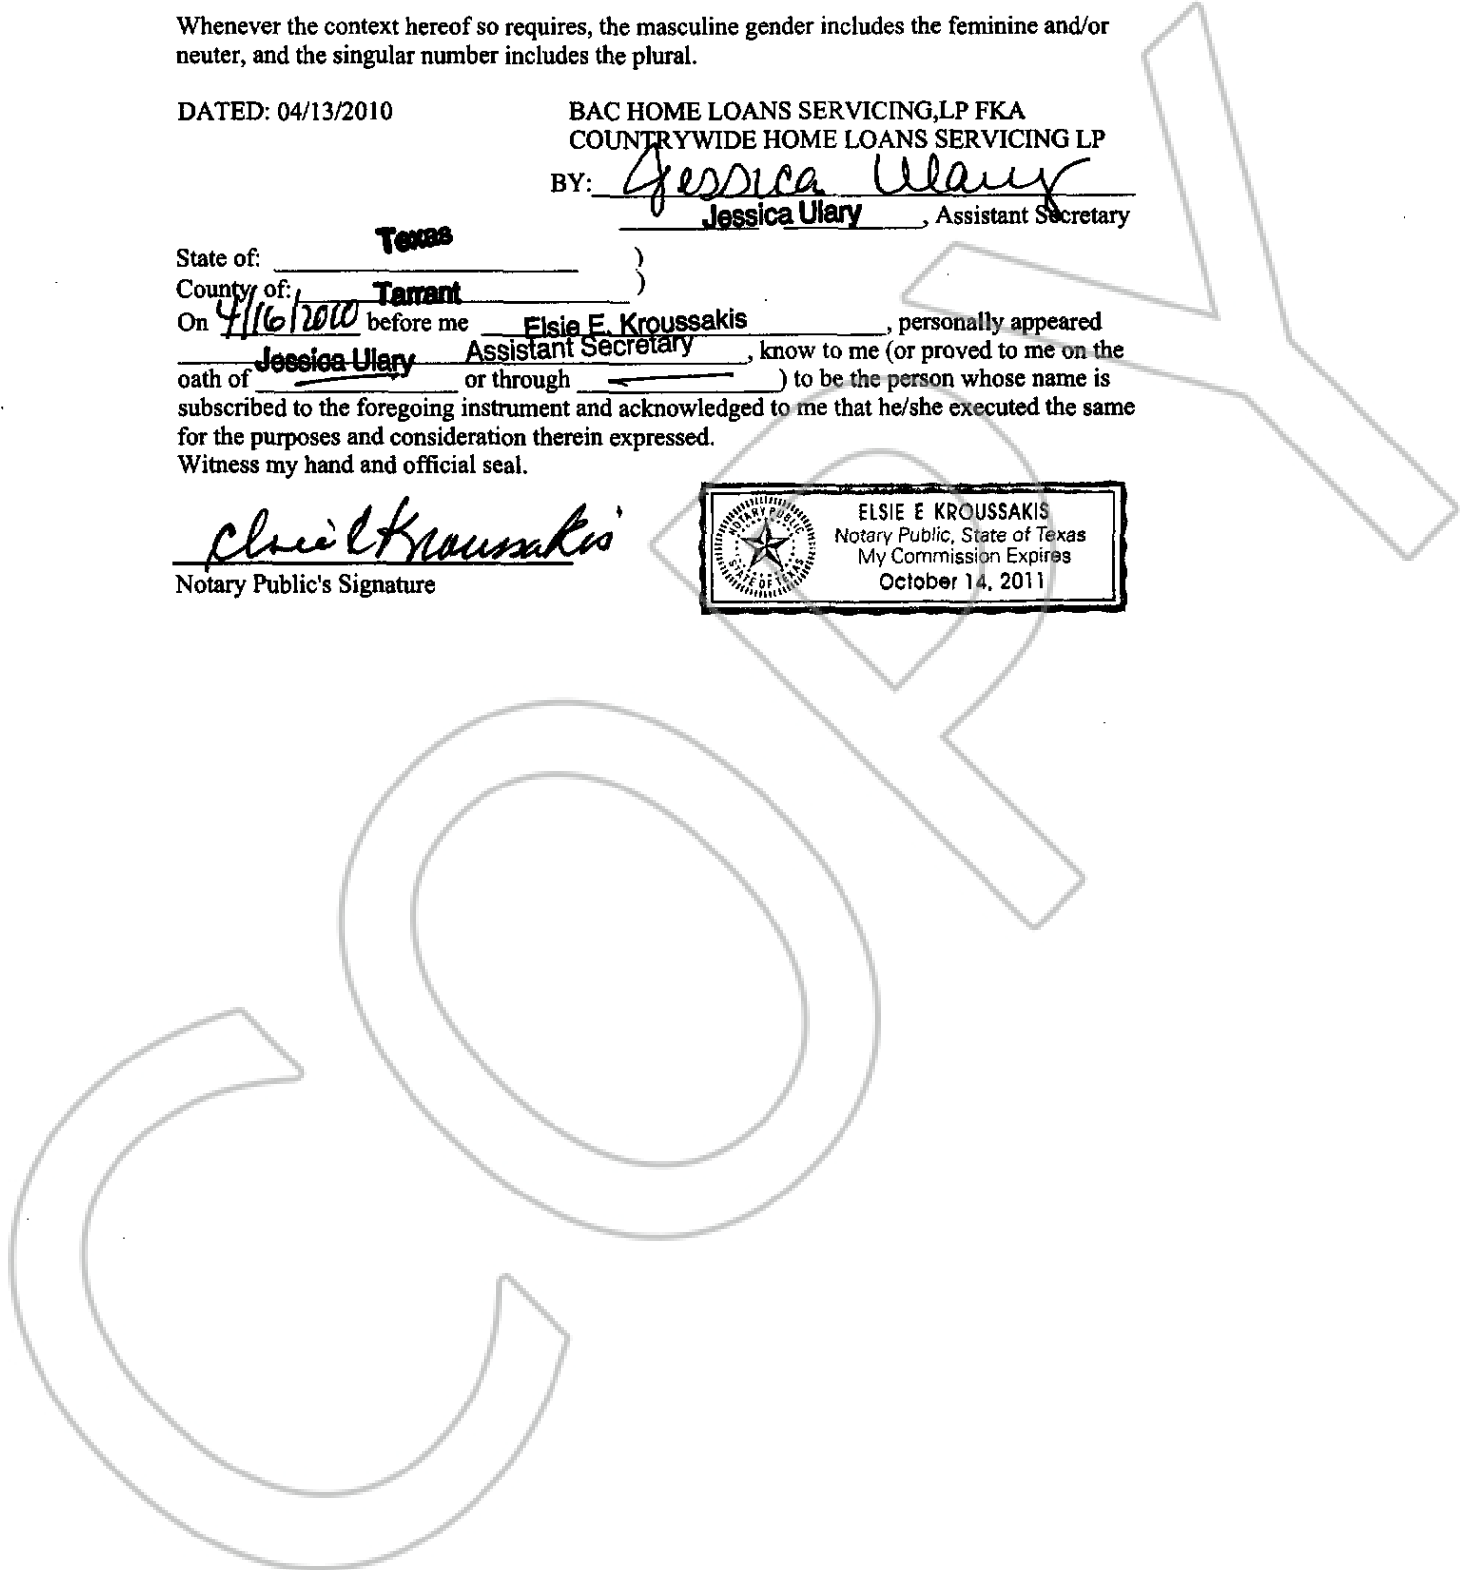 Whenever the context hereof so requires, the masculine gender includes the feminine and/or
neuter, and the singular number includes the plural.
DATED: 04/13/2010
BAC HOME LOANS SERVICING,LP FKA
COUNTRYWIDE HOME LOANS SERVICING LP
BY: Jessica Ulary
Jessica Ulary, Assistant Secretary
State of: Texas )
County of: Tarrant )
On 4/16/2010 before me Elsie E. Kroussakis, personally appeared
Jessica Ulary Assistant Secretary, know to me (or proved to me on the
oath of or through ) to be the person whose name is
subscribed to the foregoing instrument and acknowledged to me that he/she executed the same
for the purposes and consideration therein expressed.
Witness my hand and official seal.
Elsie E Kroussakis
Notary Public's Signature
NOTARY PUBLIC
STATE OF TEXAS
ELSIE E KROUSSAKIS
Notary Public, State of Texas
My Commission Expires
October 14, 2011
COPY